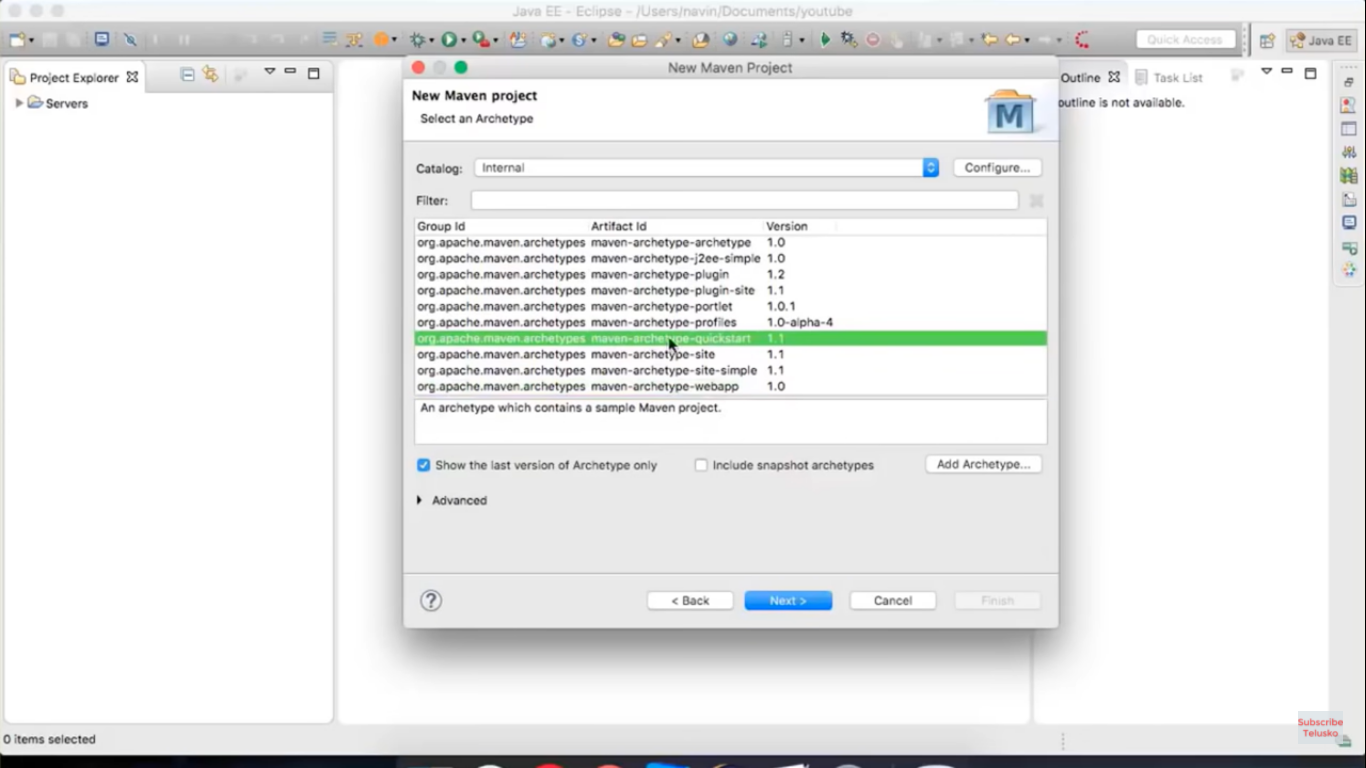 Java EE - Eclipse - /Users/navin/Documents/youtube
Quick Access
Java EE
Project Explorer
Servers
New Maven Project
New Maven project
Select an Archetype
M
Catalog: Internal Configure...
Filter:
Group Id Artifact Id Version
org.apache.maven.archetypes maven-archetype-archetype 1.0
org.apache.maven.archetypes maven-archetype-j2ee-simple 1.0
org.apache.maven.archetypes maven-archetype-plugin 1.2
org.apache.maven.archetypes maven-archetype-plugin-site 1.1
org.apache.maven.archetypes maven-archetype-portlet 1.0.1
org.apache.maven.archetypes maven-archetype-profiles 1.0-alpha-4
org.apache.maven.archetypes maven-archetype-quickstart 1.1
org.apache.maven.archetypes maven-archetype-site 1.1
org.apache.maven.archetypes maven-archetype-site-simple 1.1
org.apache.maven.archetypes maven-archetype-webapp 1.0
An archetype which contains a sample Maven project.
Show the last version of Archetype only Include snapshot archetypes Add Archetype...
Advanced
? < Back Next > Cancel Finish
Outline Task List
outline is not available.
0 items selected
Subscribe
Telusko